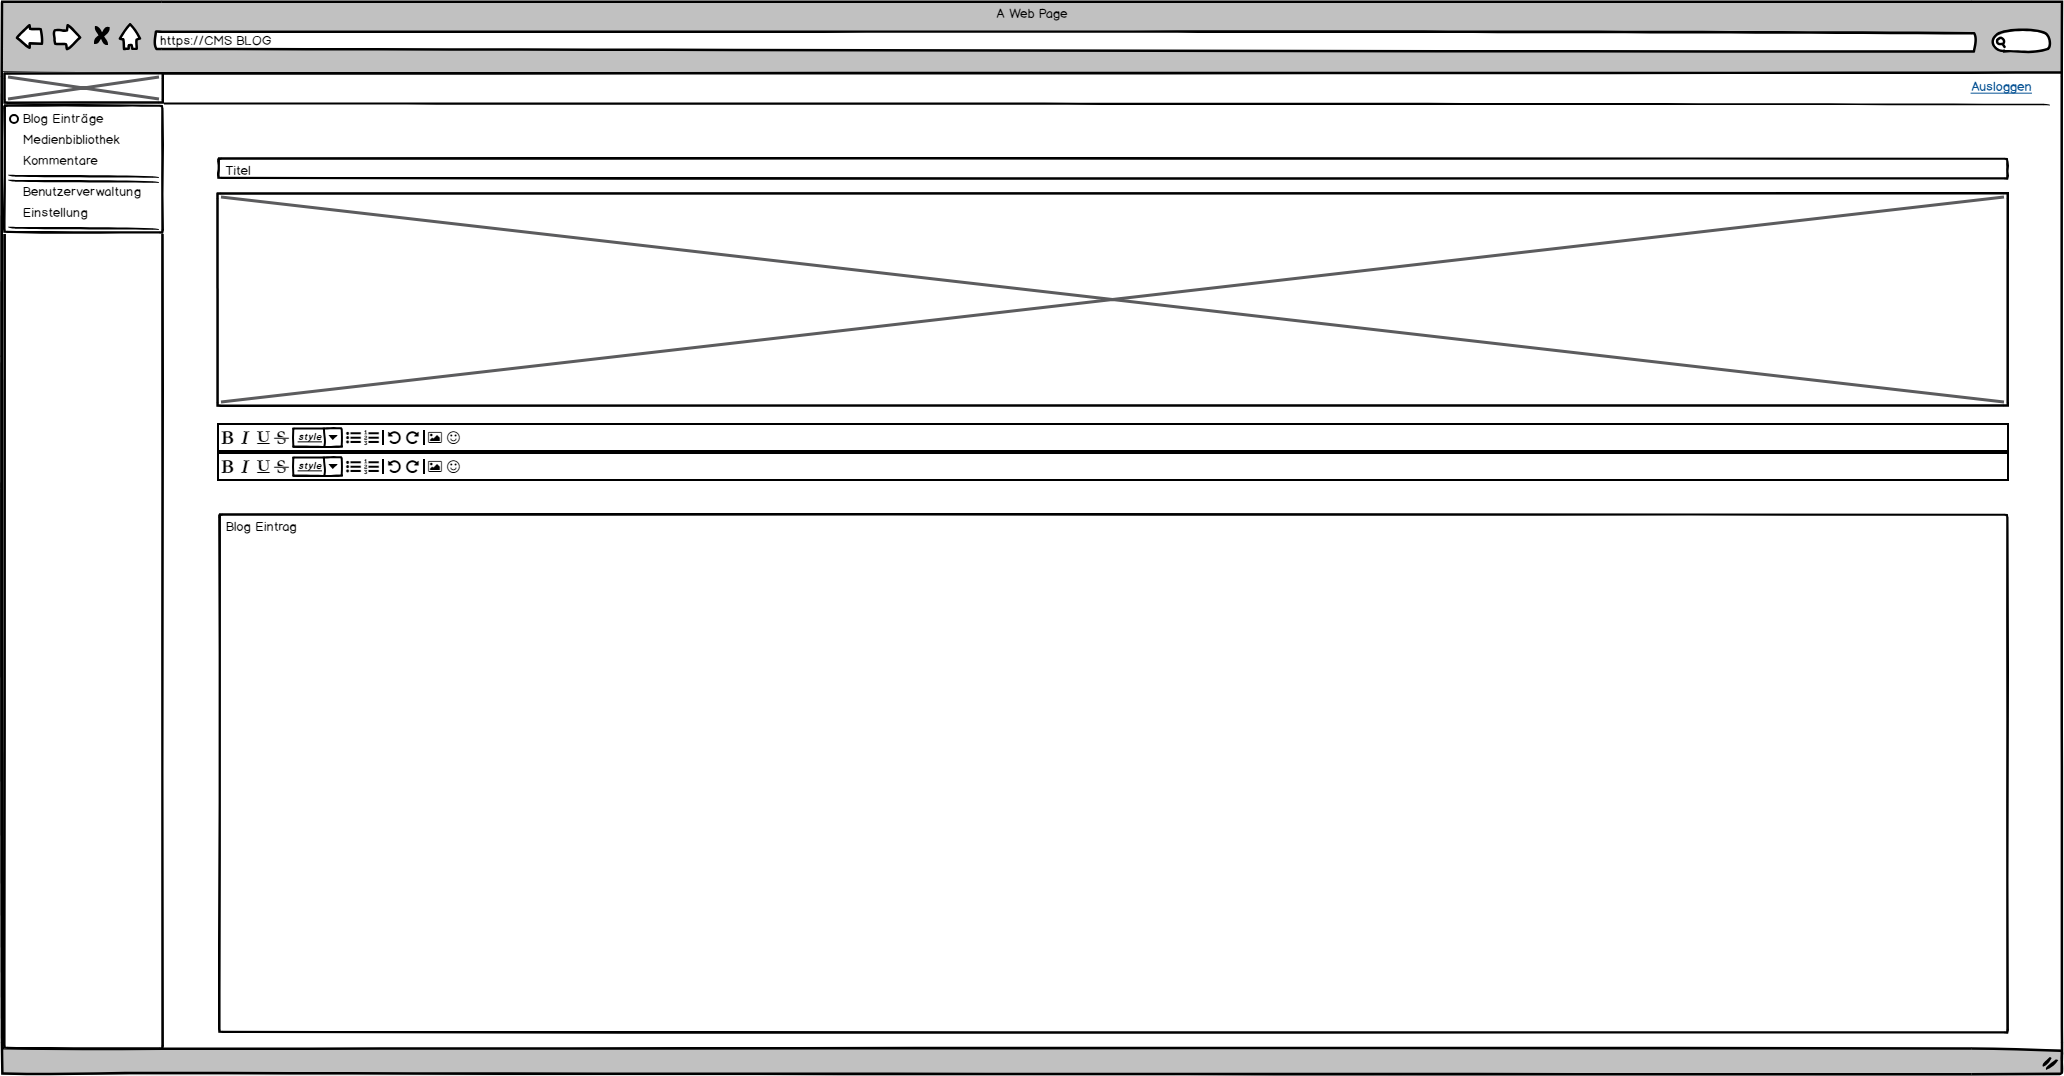 A Web Page
https://CMS BLOG
Ausloggen
Blog Einträge
Medienbibliothek
Kommentare
Benutzerverwaltung
Einstellung
Titel
B I U S style
B I U S style
Blog Eintrag